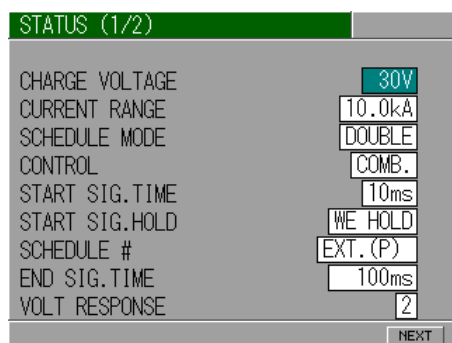 STATUS (1/2)
CHARGE VOLTAGE 30V
CURRENT RANGE 10.0kA
SCHEDULE MODE DOUBLE
CONTROL COMB.
START SIG.TIME 10ms
START SIG.HOLD WE HOLD
SCHEDULE # EXT.(P)
END SIG.TIME 100ms
VOLT RESPONSE 2
NEXT